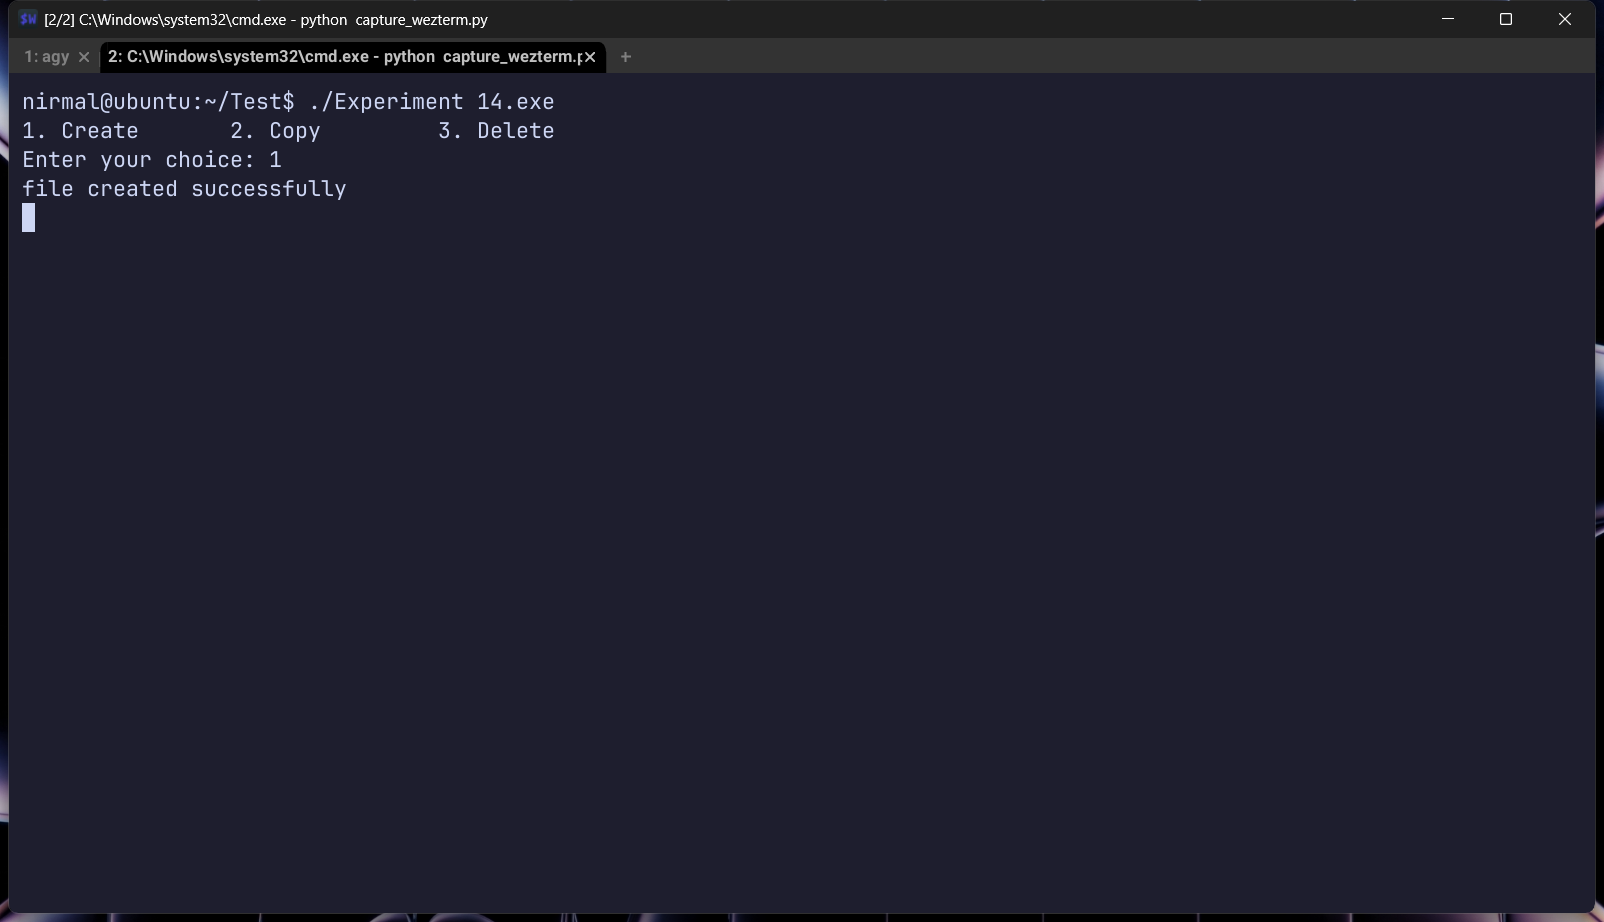 [2/2] C:\Windows\system32\cmd.exe - python  capture_wezterm.py
1: agy × 2: C:\Windows\system32\cmd.exe - python  capture_wezterm.p × +
nirmal@ubuntu:~/Test$ ./Experiment 14.exe
1. Create       2. Copy         3. Delete
Enter your choice: 1
file created successfully